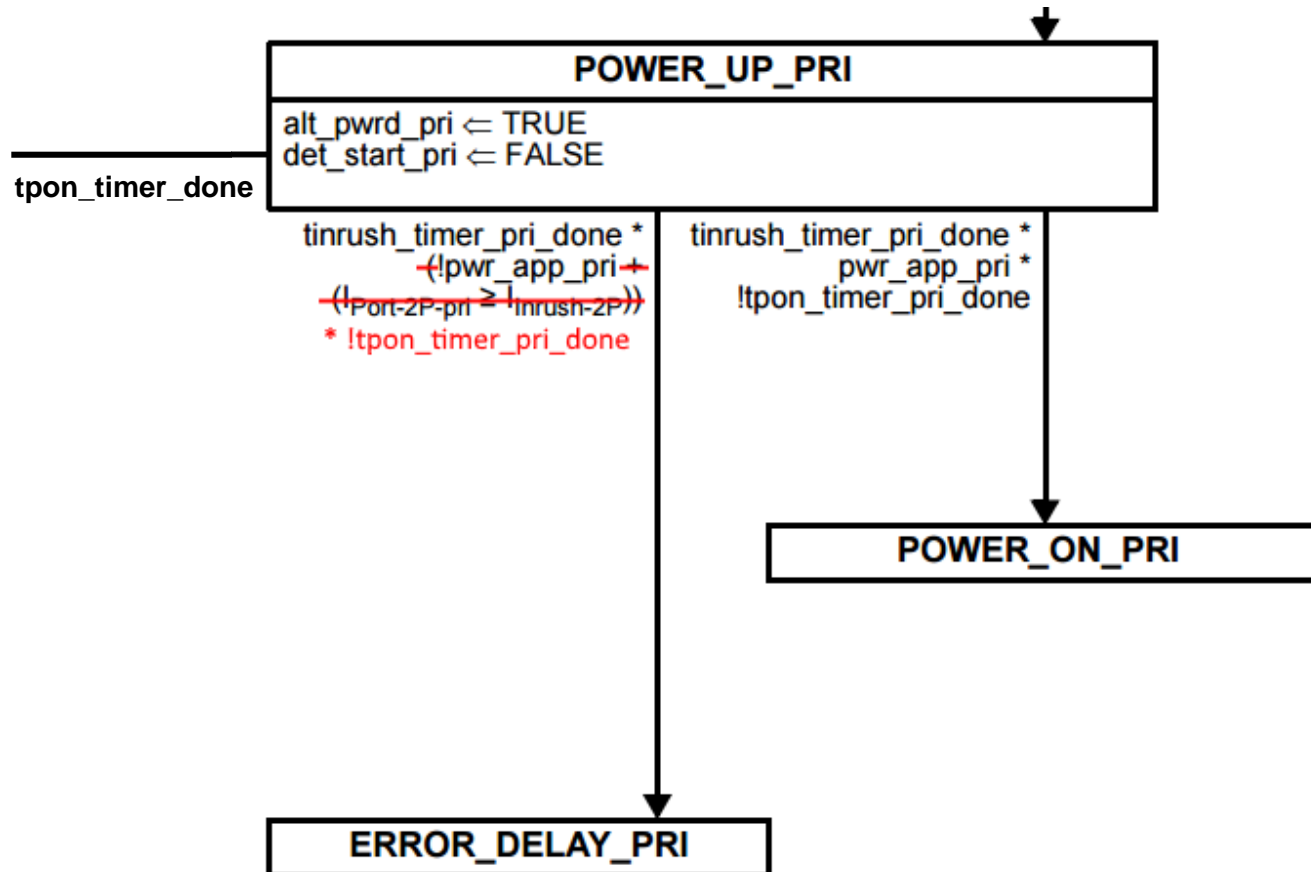 POWER_UP_PRI
alt_pwrd_pri ⇐ TRUE
det_start_pri ⇐ FALSE
tpon_timer_done
tinrush_timer_pri_done *
(!pwr_app_pri +
(IPort-2P-pri ≥ IInrush-2P))
* !tpon_timer_pri_done
tinrush_timer_pri_done *
pwr_app_pri *
!tpon_timer_pri_done
POWER_ON_PRI
ERROR_DELAY_PRI